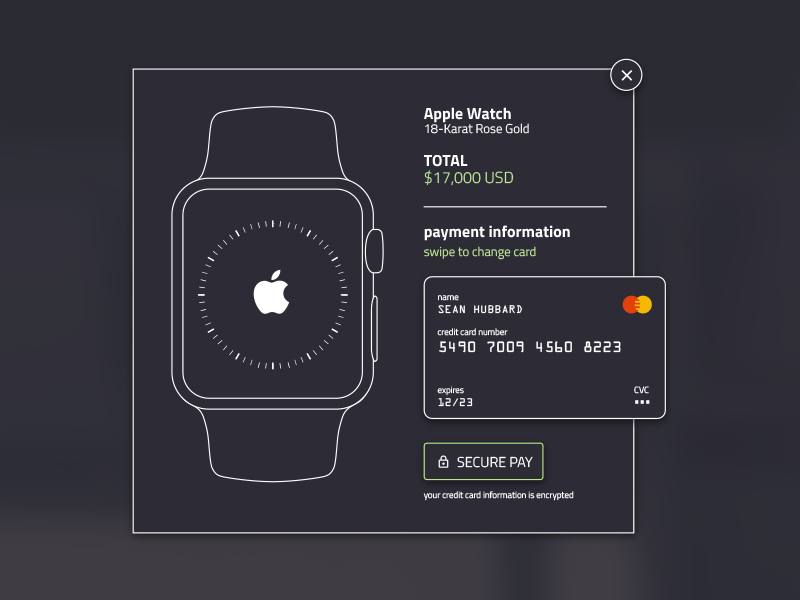 Apple Watch
18-Karat Rose Gold
TOTAL
$17,000 USD
payment information
swipe to change card
name
SEAN HUBBARD
credit card number
5490 7009 4560 8223
expires
12/23
CVC
SECURE PAY
your credit card information is encrypted